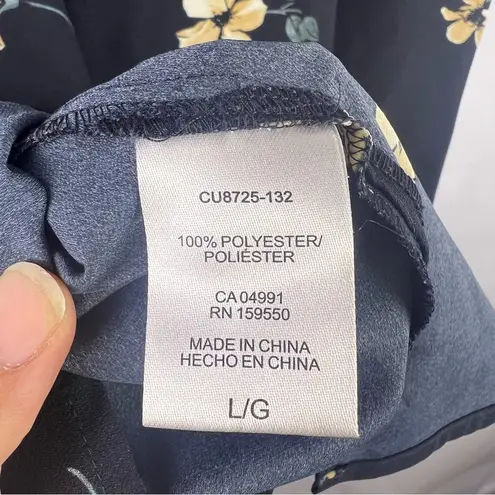 CU8725-132
100% POLYESTER/
POLIÉSTER
CA 04991
RN 159550
MADE IN CHINA
HECHO EN CHINA
L/G